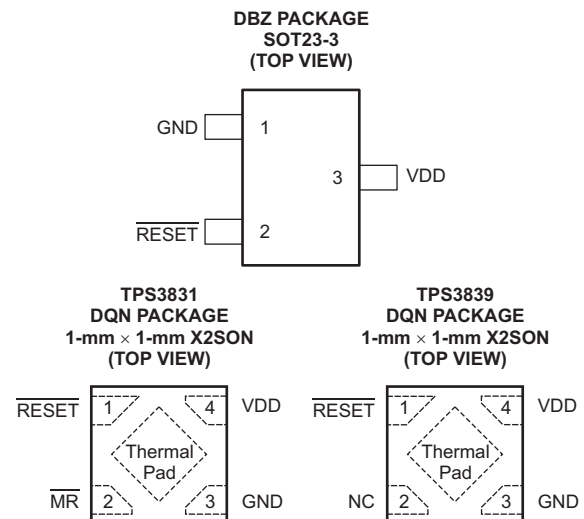 DBZ PACKAGE
SOT23-3
(TOP VIEW)
GND 1
3 VDD
RESET 2
TPS3831
DQN PACKAGE
1-mm × 1-mm X2SON
(TOP VIEW)
RESET 1 4 VDD
Thermal
Pad
MR 2 3 GND
TPS3839
DQN PACKAGE
1-mm × 1-mm X2SON
(TOP VIEW)
RESET 1 4 VDD
Thermal
Pad
NC 2 3 GND